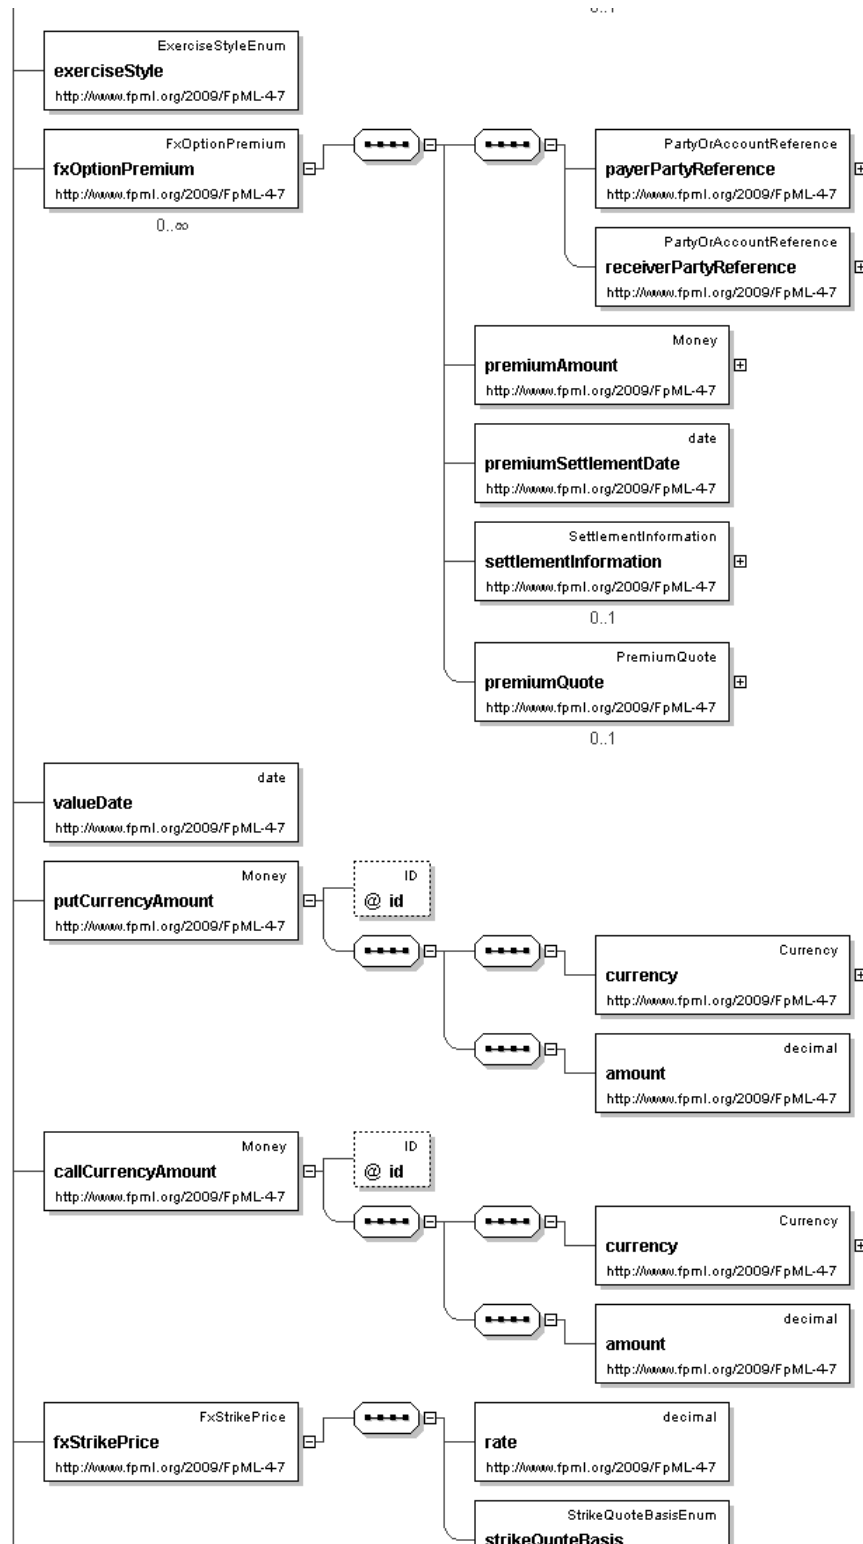 0..1
ExerciseStyleEnum
exerciseStyle
http://www.fpml.org/2009/FpML-4-7
FxOptionPremium
fxOptionPremium
http://www.fpml.org/2009/FpML-4-7
0..∞
PartyOrAccountReference
payerPartyReference
http://www.fpml.org/2009/FpML-4-7
PartyOrAccountReference
receiverPartyReference
http://www.fpml.org/2009/FpML-4-7
Money
premiumAmount
http://www.fpml.org/2009/FpML-4-7
date
premiumSettlementDate
http://www.fpml.org/2009/FpML-4-7
SettlementInformation
settlementInformation
http://www.fpml.org/2009/FpML-4-7
0..1
PremiumQuote
premiumQuote
http://www.fpml.org/2009/FpML-4-7
0..1
date
valueDate
http://www.fpml.org/2009/FpML-4-7
Money
putCurrencyAmount
http://www.fpml.org/2009/FpML-4-7
ID
@ id
Currency
currency
http://www.fpml.org/2009/FpML-4-7
decimal
amount
http://www.fpml.org/2009/FpML-4-7
Money
callCurrencyAmount
http://www.fpml.org/2009/FpML-4-7
ID
@ id
Currency
currency
http://www.fpml.org/2009/FpML-4-7
decimal
amount
http://www.fpml.org/2009/FpML-4-7
FxStrikePrice
fxStrikePrice
http://www.fpml.org/2009/FpML-4-7
decimal
rate
http://www.fpml.org/2009/FpML-4-7
StrikeQuoteBasisEnum
strikeQuoteBasis